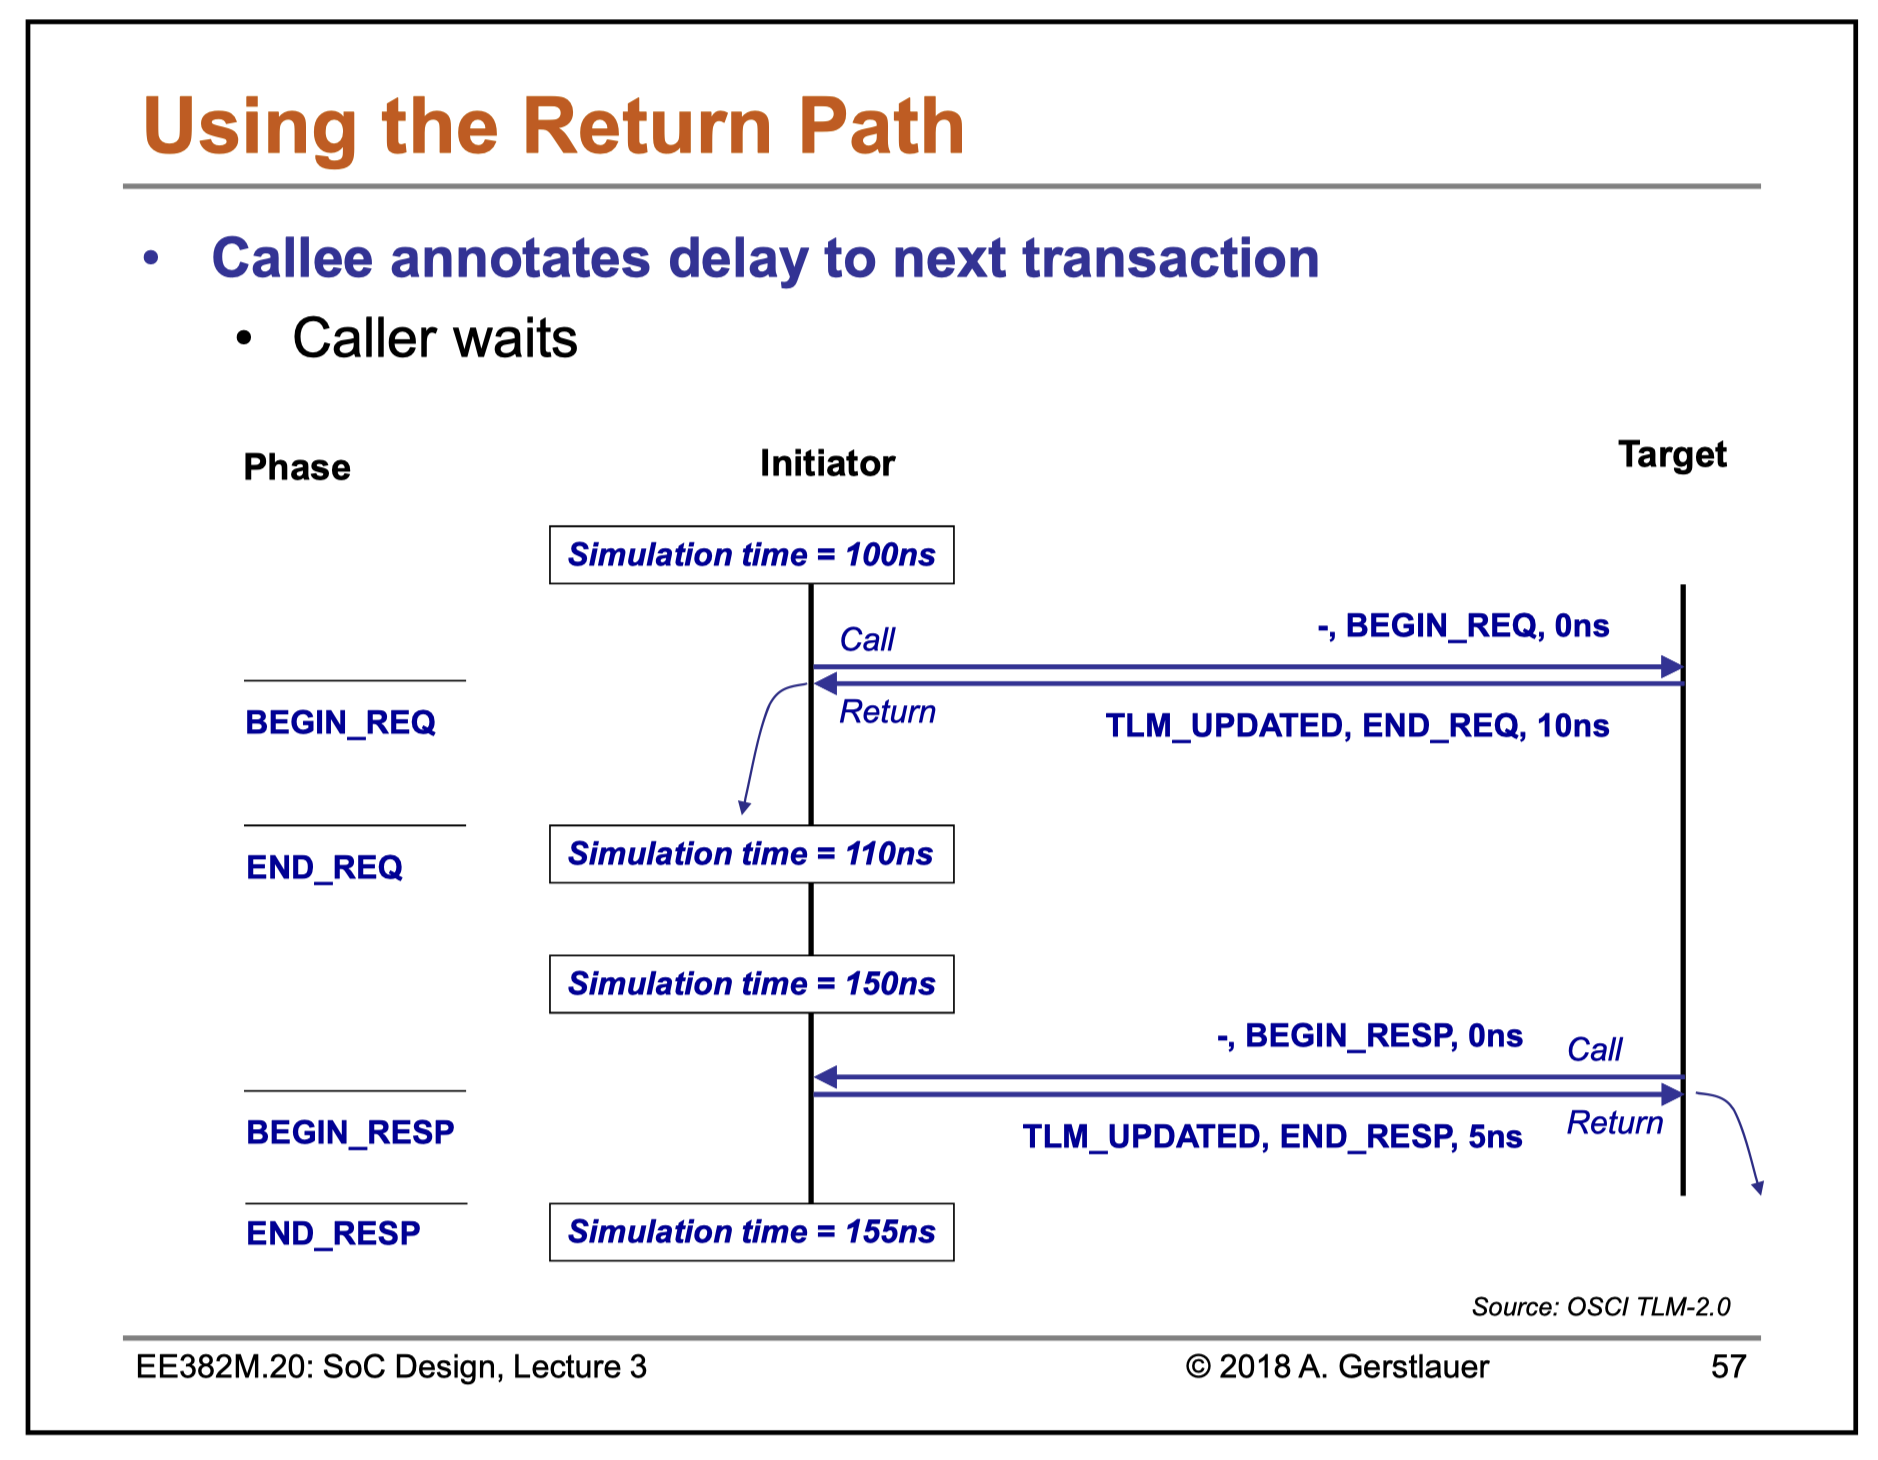 Using the Return Path
• Callee annotates delay to next transaction
• Caller waits
Phase Initiator Target
Simulation time = 100ns
-, BEGIN_REQ, 0ns
Call
Return
BEGIN_REQ
TLM_UPDATED, END_REQ, 10ns
Simulation time = 110ns
END_REQ
Simulation time = 150ns
-, BEGIN_RESP, 0ns
Call
Return
BEGIN_RESP
TLM_UPDATED, END_RESP, 5ns
Simulation time = 155ns
END_RESP
Source: OSCI TLM-2.0
EE382M.20: SoC Design, Lecture 3 © 2018 A. Gerstlauer 57